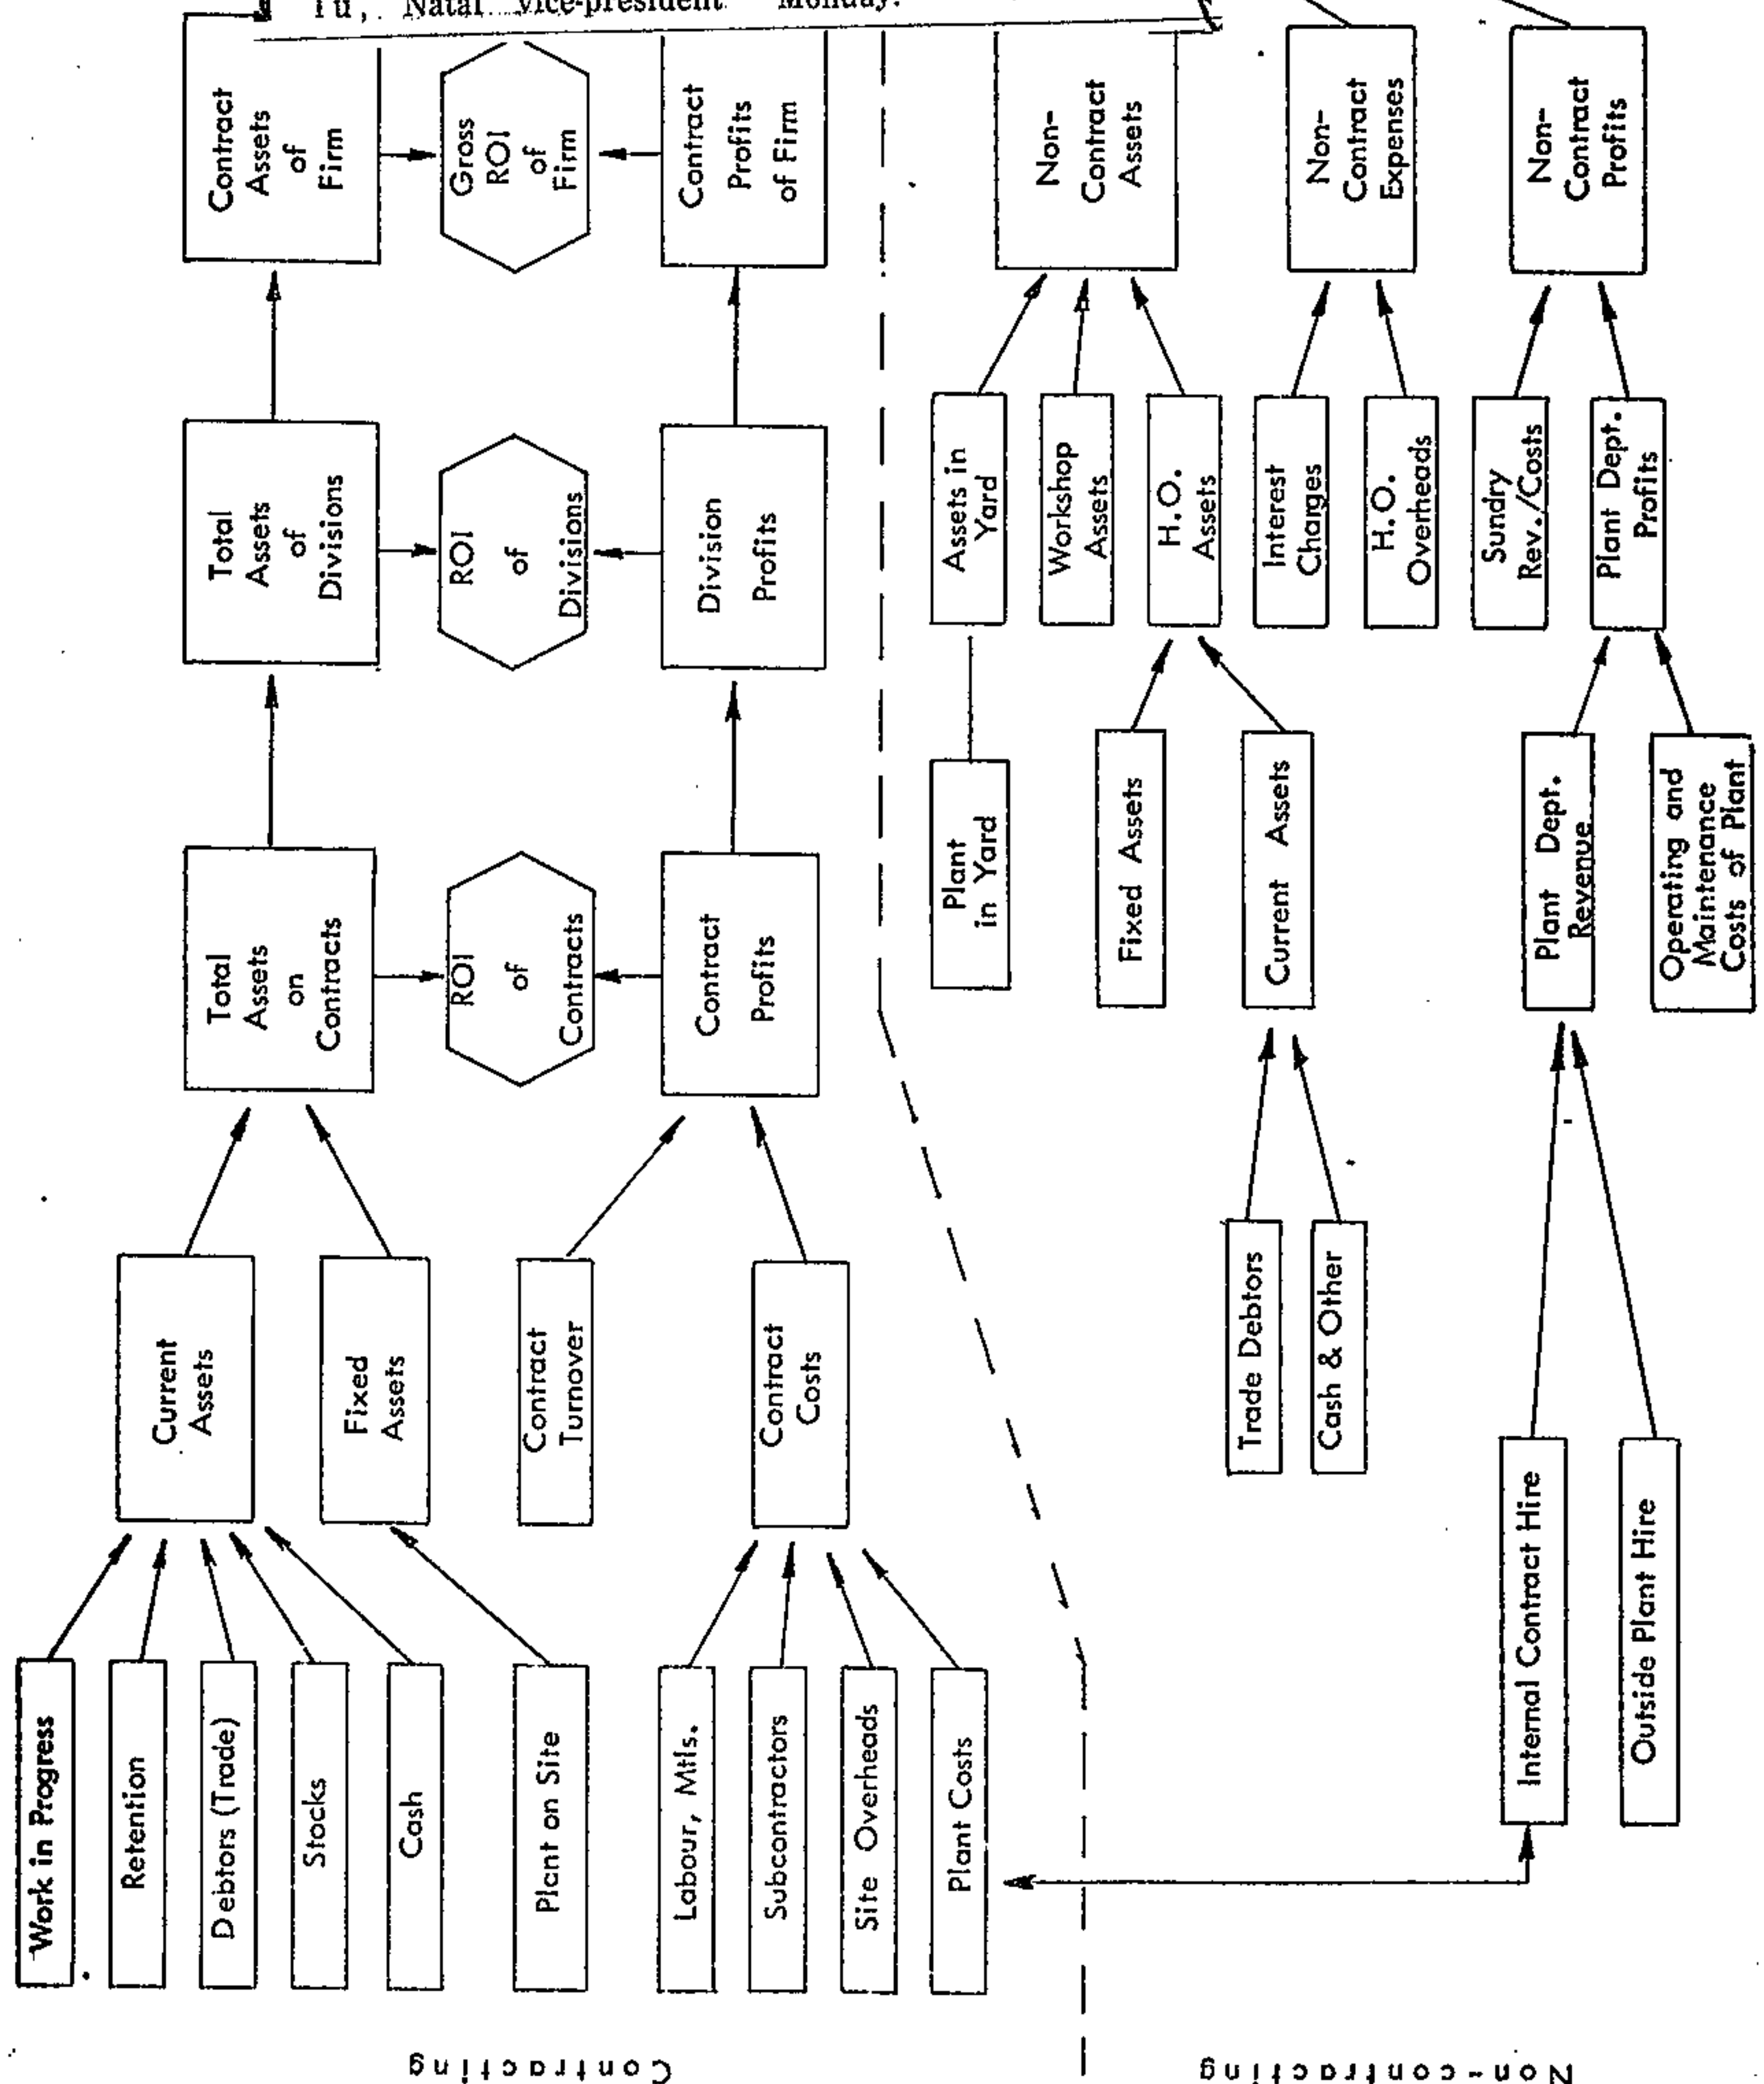 Tu, Natal Vice-president Monday.
Work in Progress
Retention
Debtors (Trade)
Stocks
Cash
Plant on Site
Labour, Mtls.
Subcontractors
Site Overheads
Plant Costs
Current
Assets
Fixed
Assets
Contract
Turnover
Contract
Costs
Total
Assets
on
Contracts
ROI
of
Contracts
Contract
Profits
Total
Assets
of
Divisions
ROI
of
Divisions
Division
Profits
Contract
Assets
of
Firm
Gross
ROI
of
Firm
Contract
Profits
of Firm
Contracting
Internal Contract Hire
Outside Plant Hire
Trade Debtors
Cash & Other
Plant
in Yard
Fixed Assets
Current Assets
Plant Dept.
Revenue
Operating and
Maintenance
Costs of Plant
Assets in
Yard
Workshop
Assets
H.O.
Assets
Interest
Charges
H.O.
Overheads
Sundry
Rev./Costs
Plant Dept.
Profits
Non-
Contract
Assets
Non-
Contract
Expenses
Non-
Contract
Profits
Non-contracting